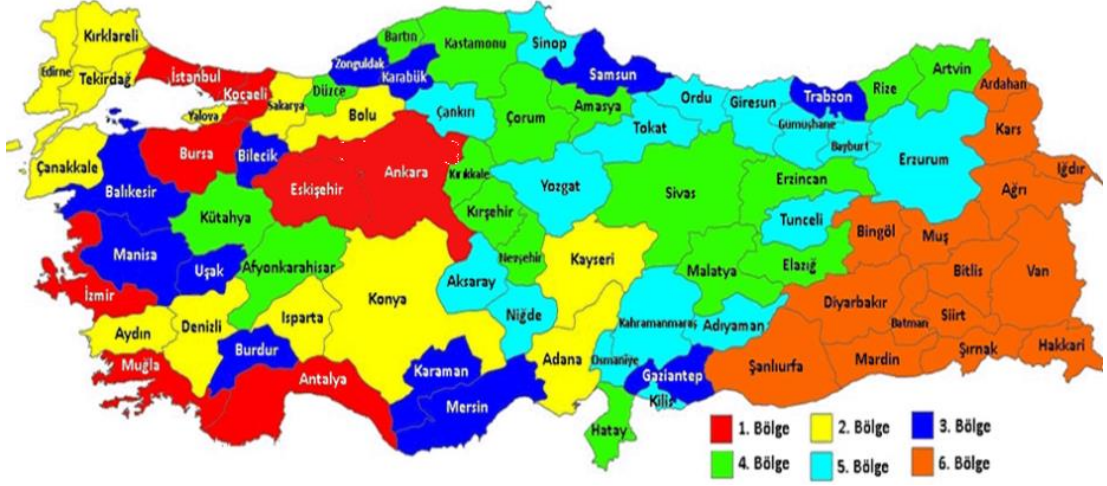 Kırklareli
Edirne
Tekirdağ
İstanbul
Kocaeli
Yalova
Sakarya
Düzce
Bolu
Zonguldak
Bartın
Karabük
Kastamonu
Sinop
Samsun
Çankırı
Çorum
Amasya
Tokat
Ordu
Giresun
Trabzon
Gümüşhane
Bayburt
Rize
Artvin
Ardahan
Kars
Iğdır
Ağrı
Erzurum
Erzincan
Çanakkale
Balıkesir
Bursa
Bilecik
Eskişehir
Ankara
Kırıkkale
Kırşehir
Yozgat
Sivas
Tunceli
Bingöl
Muş
Bitlis
Van
Kütahya
Manisa
Uşak
Afyonkarahisar
İzmir
Aydın
Denizli
Isparta
Burdur
Muğla
Antalya
Konya
Aksaray
Nevşehir
Niğde
Kayseri
Karaman
Mersin
Adana
Kahramanmaraş
Osmaniye
Malatya
Elazığ
Adıyaman
Gaziantep
Kilis
Hatay
Şanlıurfa
Diyarbakır
Batman
Siirt
Mardin
Şırnak
Hakkari
1. Bölge
2. Bölge
3. Bölge
4. Bölge
5. Bölge
6. Bölge